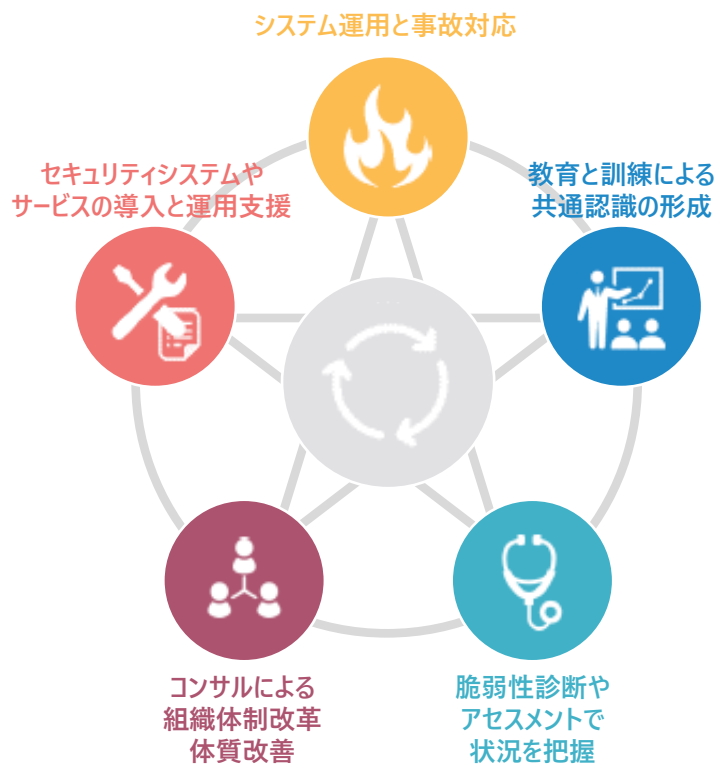 システム運用と事故対応
セキュリティシステムや
サービスの導入と運用支援
教育と訓練による
共通認識の形成
コンサルによる
組織体制改革
体質改善
脆弱性診断や
アセスメントで
状況を把握